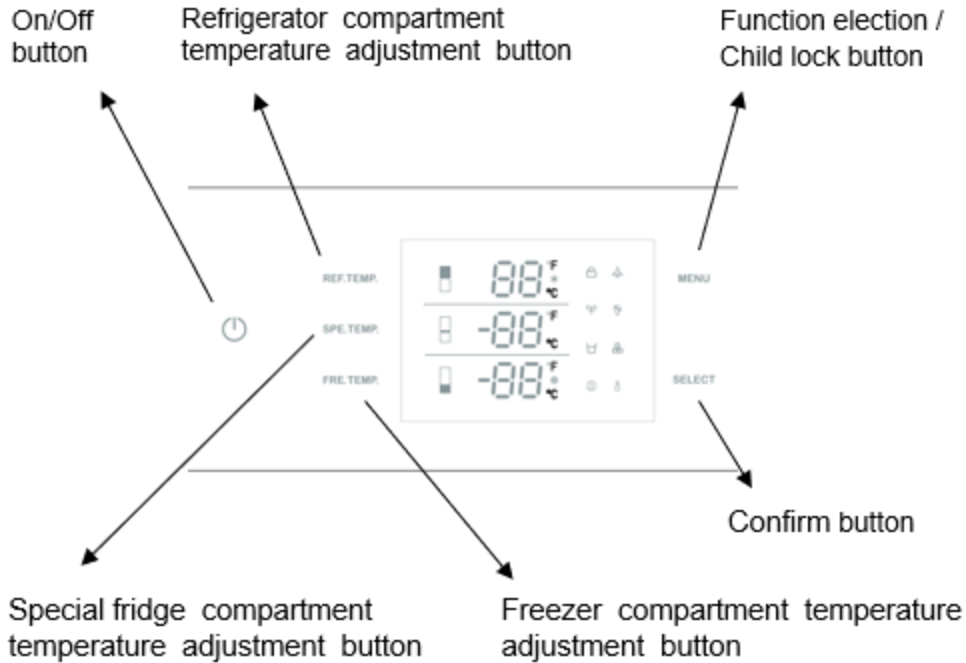 On/Off
button
Refrigerator compartment
temperature adjustment button
Function election /
Child lock button
REF.TEMP.
88 °F
°C
MENU
SPE.TEMP.
-88 °F
°C
FRE.TEMP.
-88 °F
°C
SELECT
Confirm button
Special fridge compartment
temperature adjustment button
Freezer compartment temperature
adjustment button